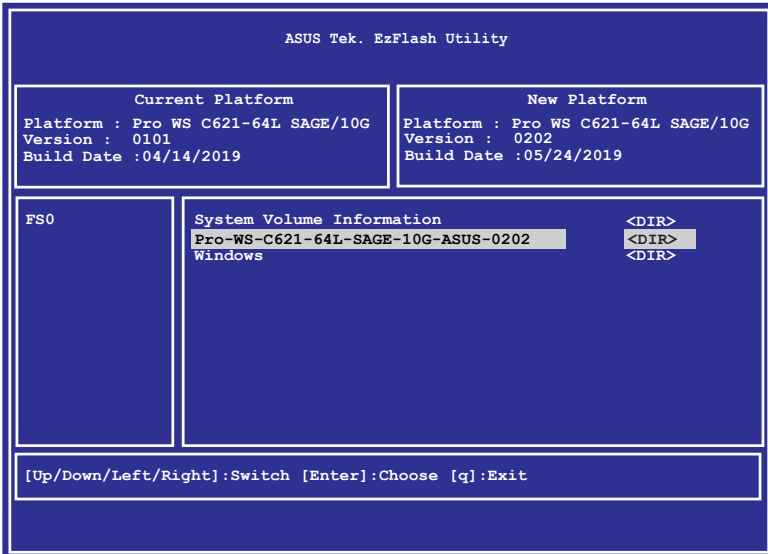 ASUS Tek. EzFlash Utility
Current Platform
Platform : Pro WS C621-64L SAGE/10G
Version : 0101
Build Date :04/14/2019
New Platform
Platform : Pro WS C621-64L SAGE/10G
Version : 0202
Build Date :05/24/2019
FS0
System Volume Information <DIR>
Pro-WS-C621-64L-SAGE-10G-ASUS-0202 <DIR>
Windows <DIR>
[Up/Down/Left/Right]:Switch [Enter]:Choose [q]:Exit